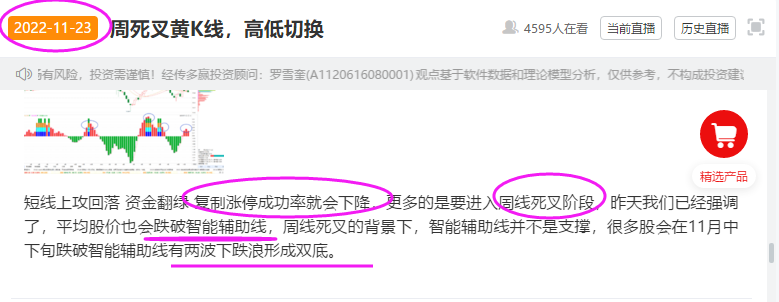 2022-11-23 周死叉黄K线，高低切换 4595人在看 当前直播 历史直播
场有风险，投资需谨慎！经传多赢投资顾问：罗雪奎(A1120616080001) 观点基于软件数据和理论模型分析，仅供参考，不构成投资建议
精选产品
短线上攻回落 资金翻绿 复制涨停成功率就会下降，更多的是要进入周线死叉阶段，昨天我们已经强调
了，平均股价也会跌破智能辅助线，周线死叉的背景下，智能辅助线并不是支撑，很多股会在11月中
下旬跌破智能辅助线有两波下跌浪形成双底。